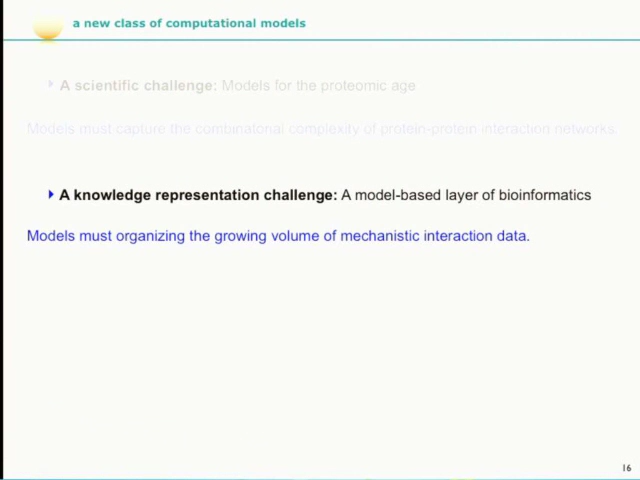 a new class of computational models
A scientific challenge: Models for the proteomic age
Models must capture the combinatorial complexity of protein-protein interaction networks.
A knowledge representation challenge: A model-based layer of bioinformatics
Models must organizing the growing volume of mechanistic interaction data.
16